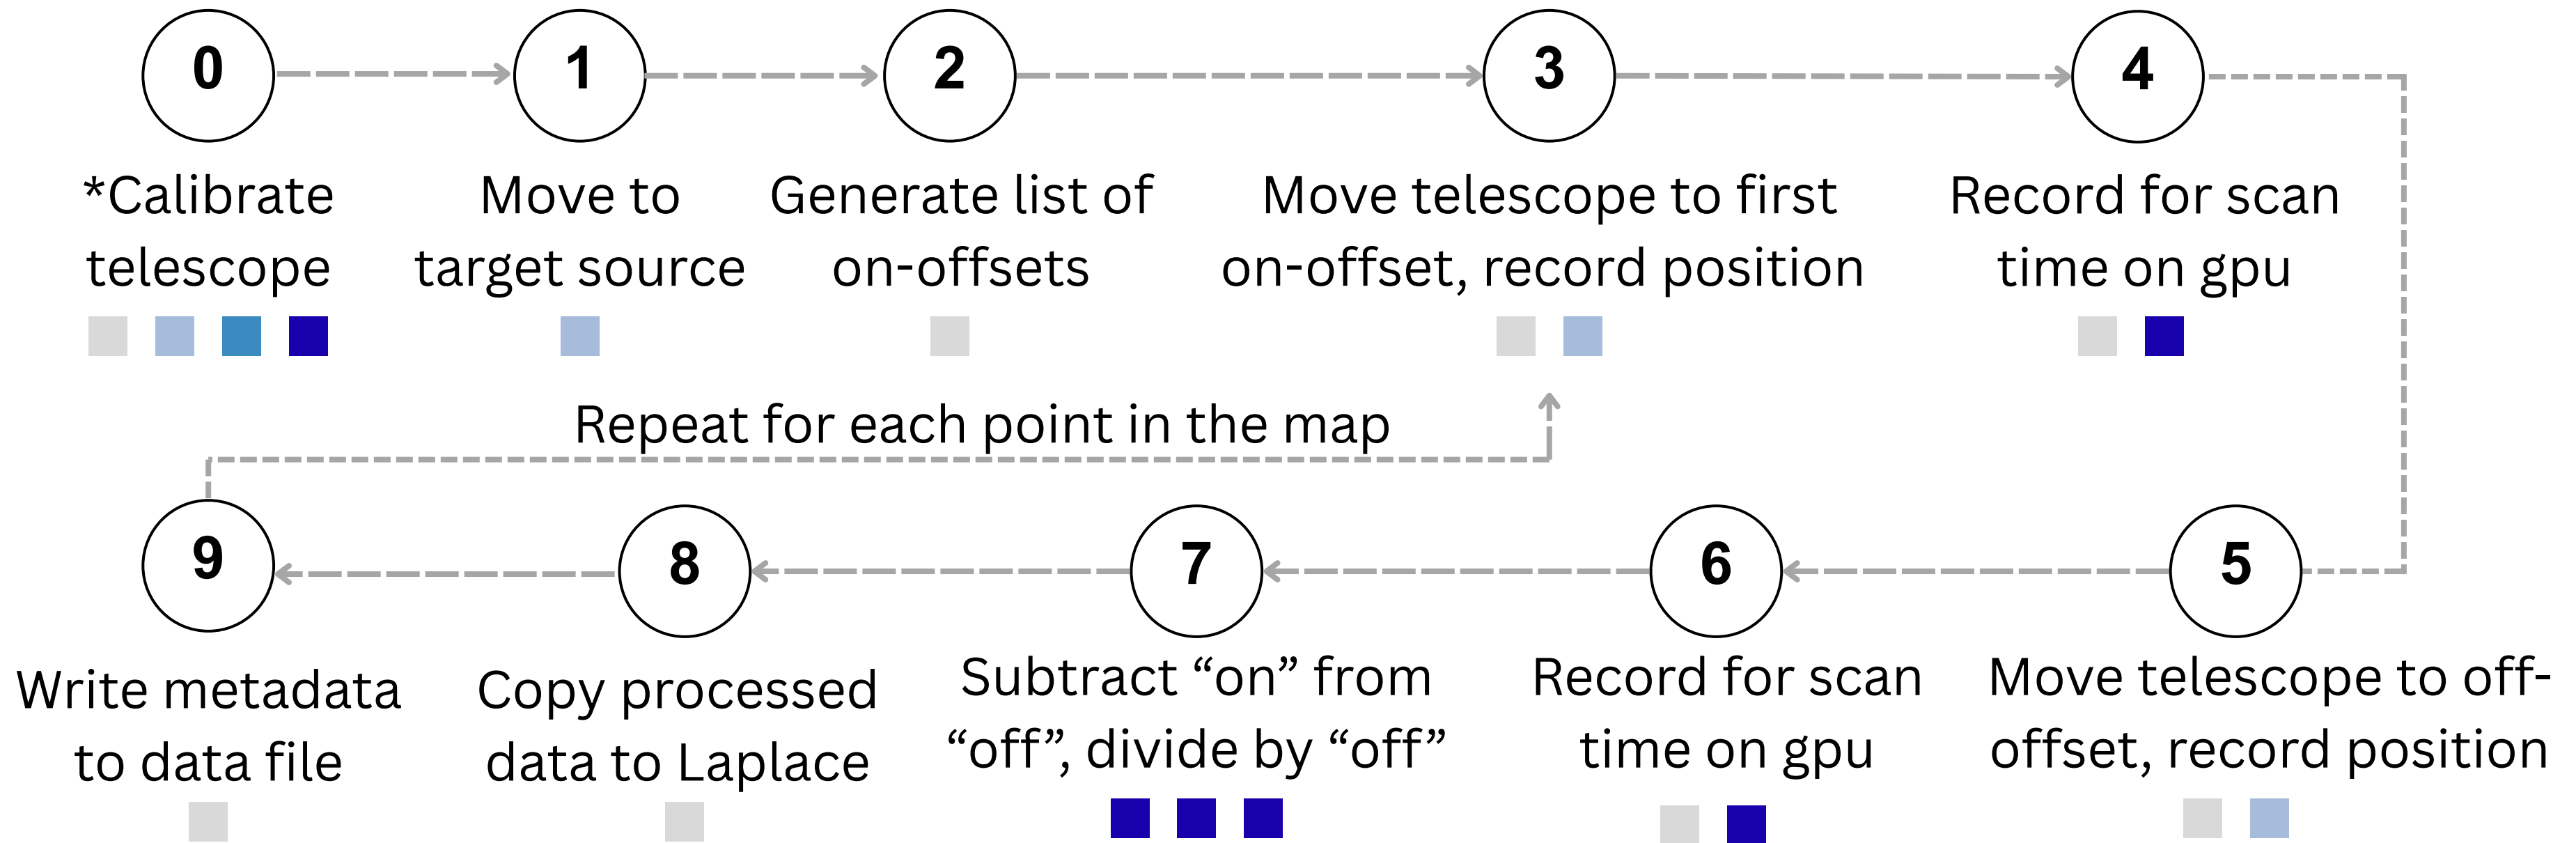 0
1
2
3
4
*Calibrate
telescope
Move to
target source
Generate list of
on-offsets
Move telescope to first
on-offset, record position
Record for scan
time on gpu
Repeat for each point in the map
9
8
7
6
5
Write metadata
to data file
Copy processed
data to Laplace
Subtract “on” from
“off”, divide by “off”
Record for scan
time on gpu
Move telescope to off-
offset, record position